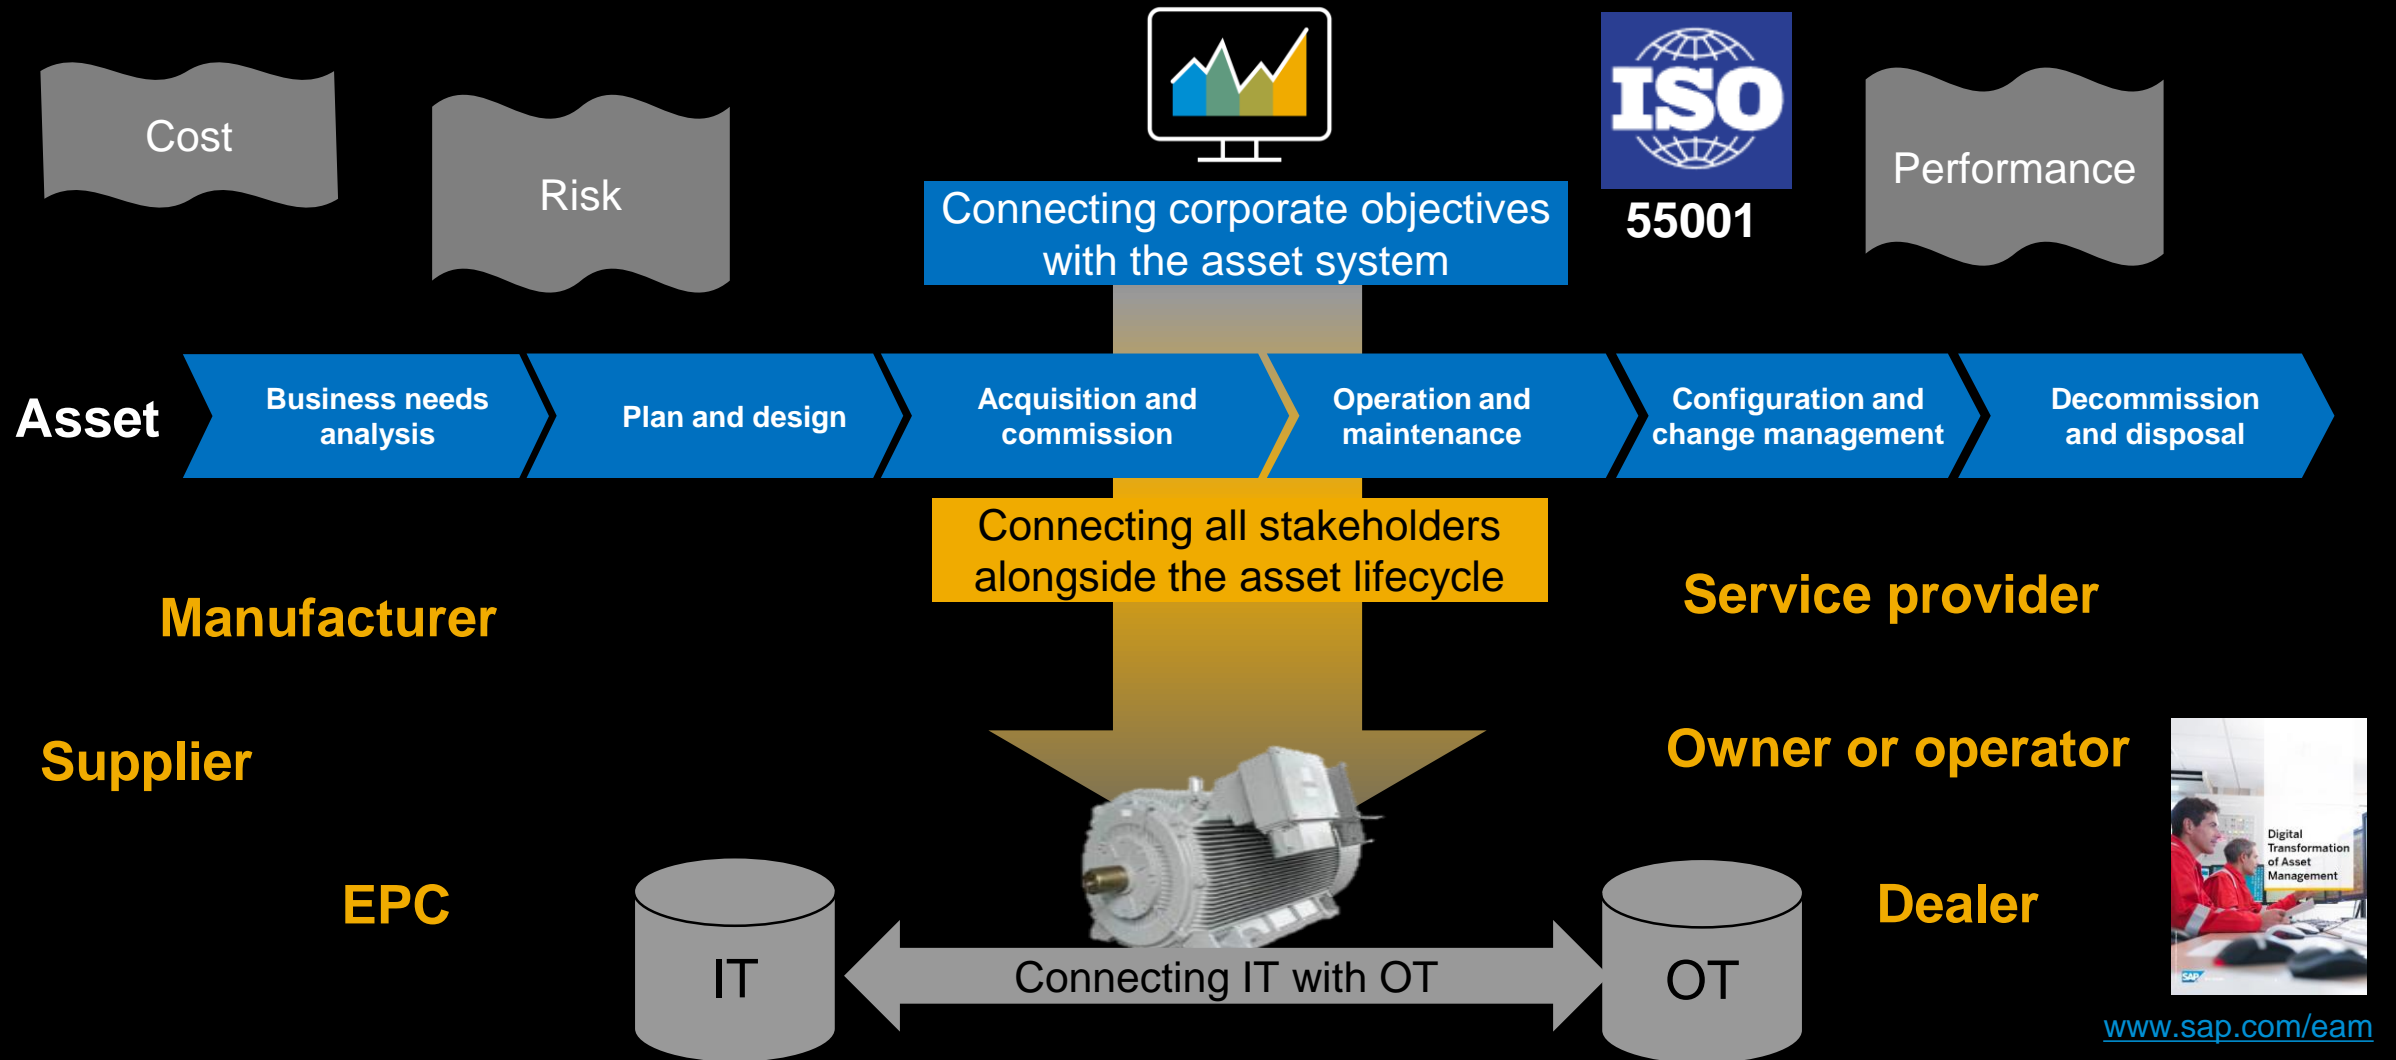 Cost
Risk
ISO
55001
Performance
Connecting corporate objectives
with the asset system
Asset
Business needs
analysis
Plan and design
Acquisition and
commission
Operation and
maintenance
Configuration and
change management
Decommission
and disposal
Connecting all stakeholders
alongside the asset lifecycle
Manufacturer
Service provider
Supplier
Owner or operator
EPC
Dealer
IT
Connecting IT with OT
OT
Digital
Transformation
of Asset
Management
SAP
www.sap.com/eam